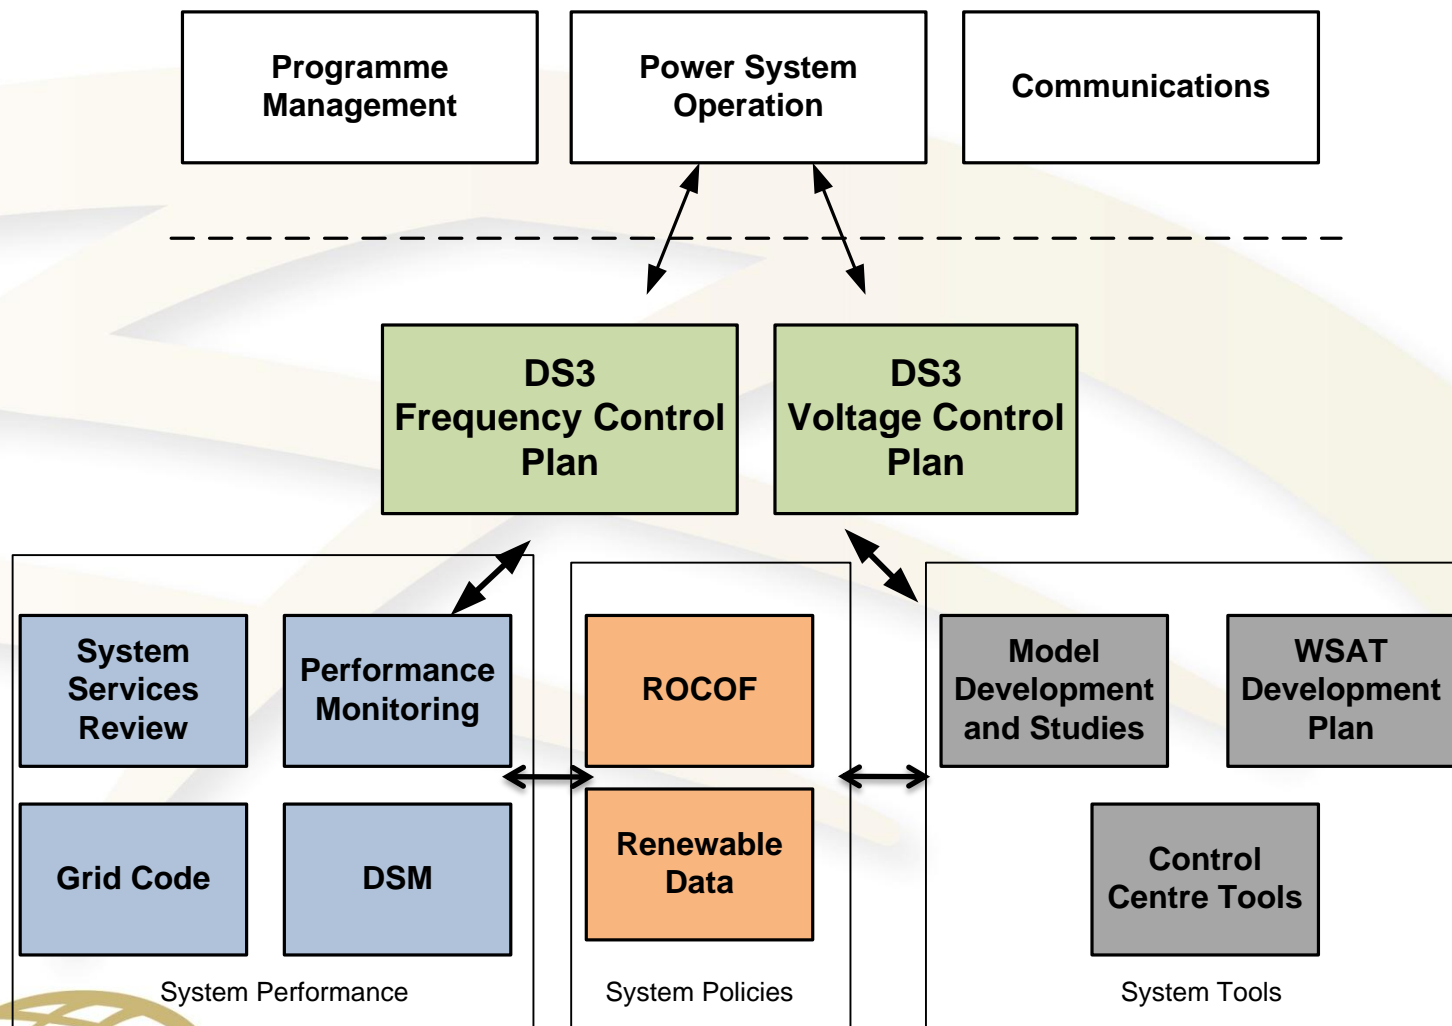 Programme
Management
Power System
Operation
Communications
DS3
Frequency Control
Plan
DS3
Voltage Control
Plan
System
Services
Review
Performance
Monitoring
Grid Code
DSM
System Performance
ROCOF
Renewable
Data
System Policies
Model
Development
and Studies
WSAT
Development
Plan
Control
Centre Tools
System Tools